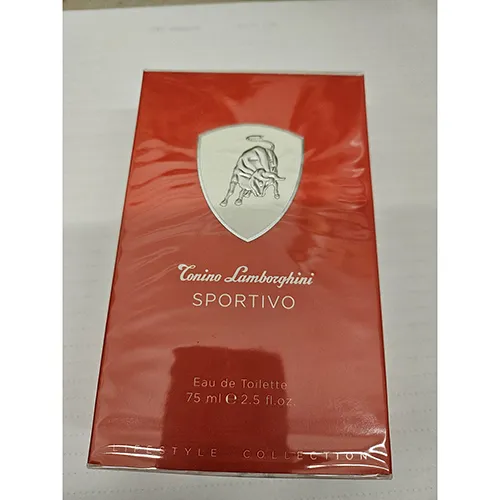 Tonino Lamborghini
SPORTIVO
Eau de Toilette
75 ml ℮ 2.5 fl.oz.
LIFESTYLE COLLECTION